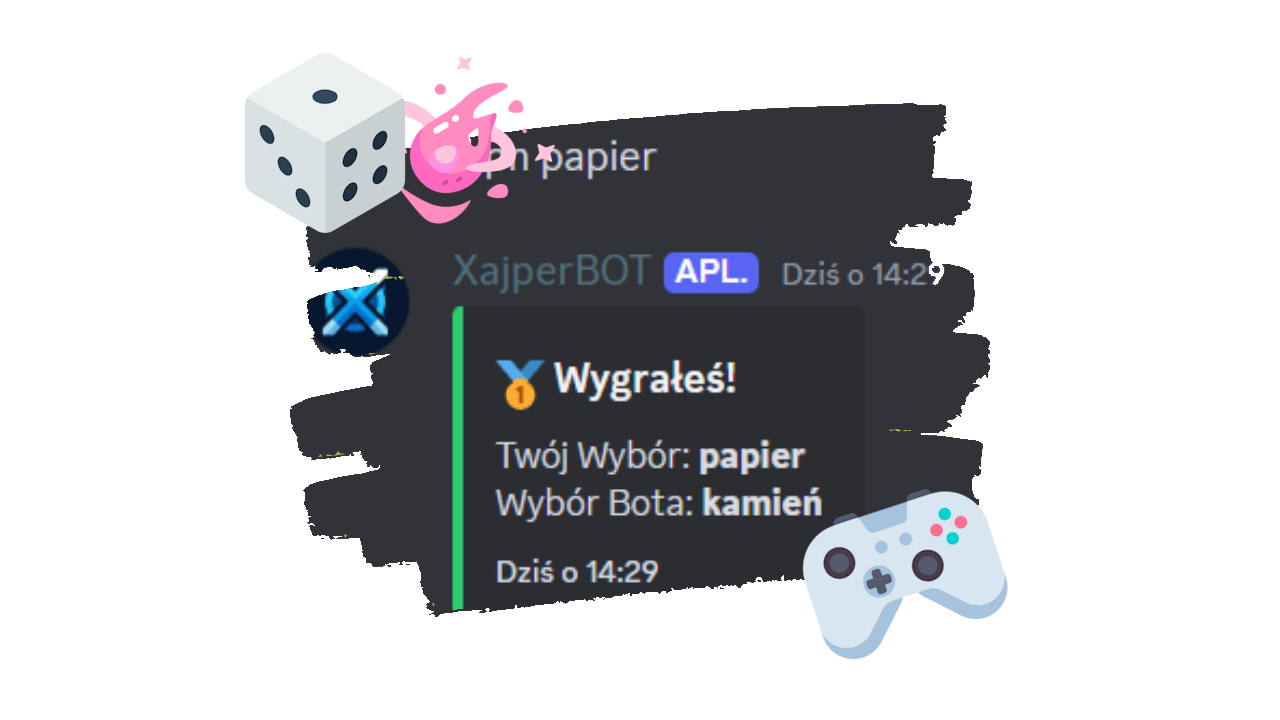 papier
XajperBOT APL. Dziś o 14:29
Wygrałeś!
Twój Wybór: papier
Wybór Bota: kamień
Dziś o 14:29